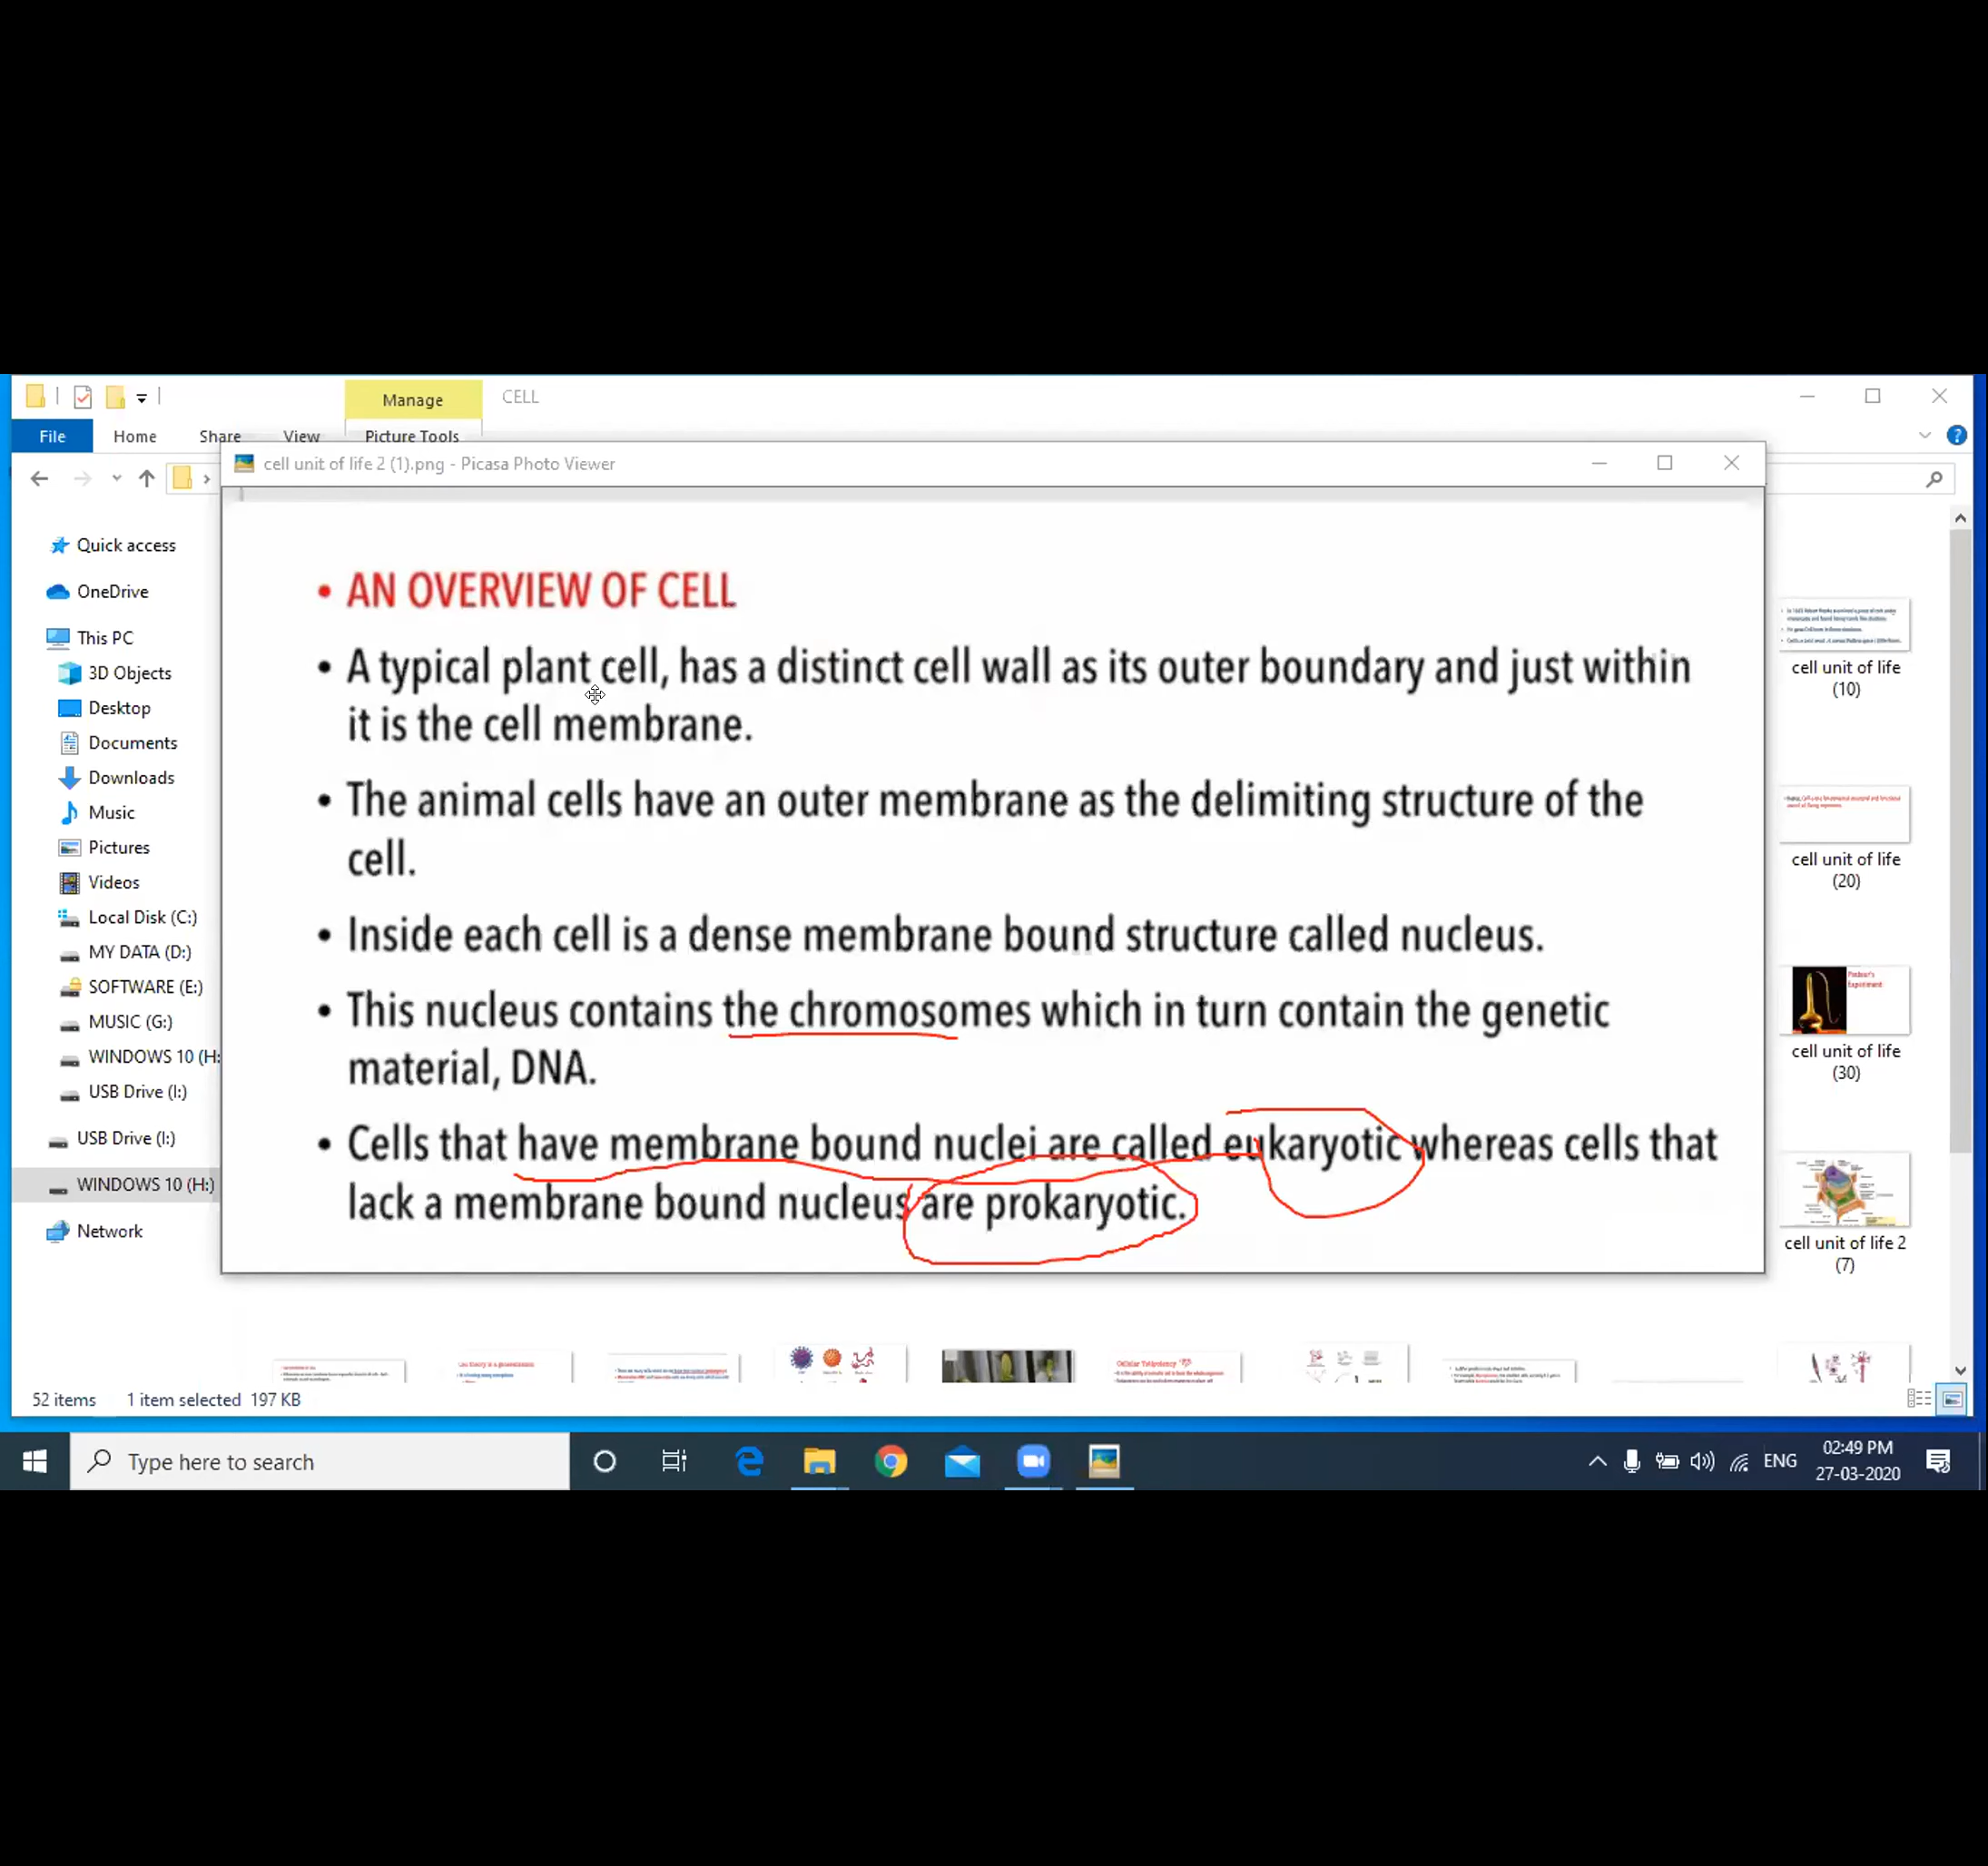 Manage
CELL
File
Home
Share
View
Picture Tools
cell unit of life 2 (1).png - Picasa Photo Viewer
Quick access
OneDrive
This PC
3D Objects
Desktop
Documents
Downloads
Music
Pictures
Videos
Local Disk (C:)
MY DATA (D:)
SOFTWARE (E:)
MUSIC (G:)
WINDOWS 10 (H:
USB Drive (I:)
USB Drive (I:)
WINDOWS 10 (H:)
Network
• AN OVERVIEW OF CELL
• A typical plant cell, has a distinct cell wall as its outer boundary and just within
it is the cell membrane.
• The animal cells have an outer membrane as the delimiting structure of the
cell.
• Inside each cell is a dense membrane bound structure called nucleus.
• This nucleus contains the chromosomes which in turn contain the genetic
material, DNA.
• Cells that have membrane bound nuclei are called eukaryotic whereas cells that
lack a membrane bound nucleus are prokaryotic.
cell unit of life
(10)
cell unit of life
(20)
Pasteur's
Experiment
cell unit of life
(30)
cell unit of life 2
(7)
Cellular Totipotency
52 items
1 item selected 197 KB
Type here to search
ENG
02:49 PM
27-03-2020